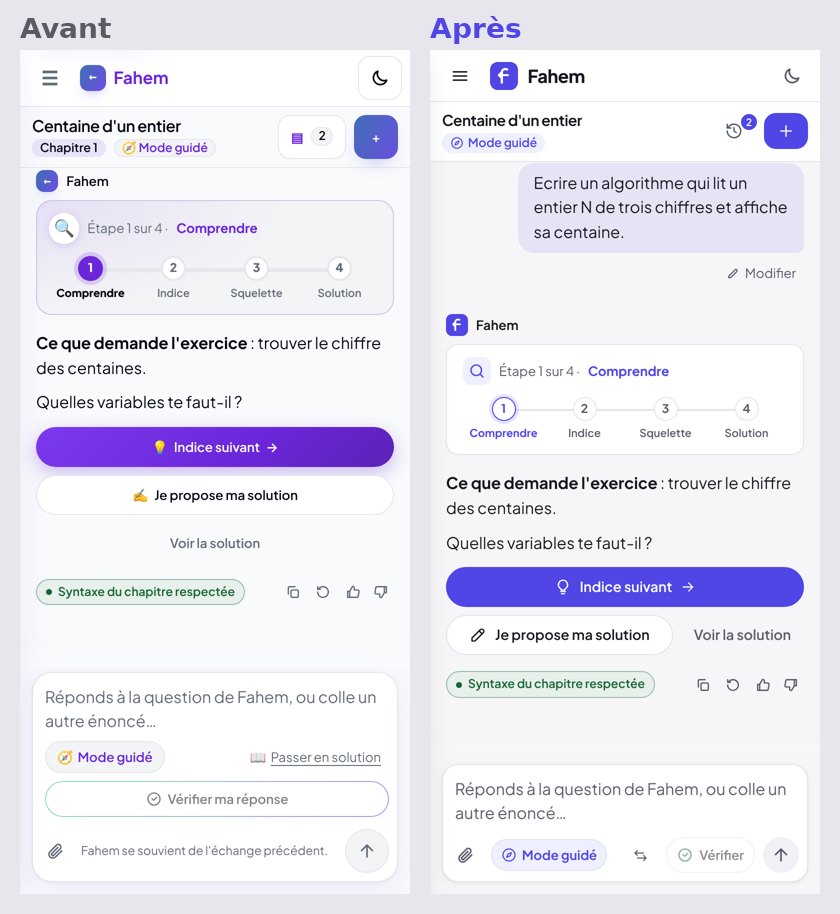 Avant
Fahem
Centaine d'un entier
Chapitre 1
Mode guidé
2
+
Fahem
Étape 1 sur 4 · Comprendre
1 2 3 4
Comprendre Indice Squelette Solution
Ce que demande l'exercice : trouver le chiffre
des centaines.
Quelles variables te faut-il ?
Indice suivant →
Je propose ma solution
Voir la solution
Syntaxe du chapitre respectée
Réponds à la question de Fahem, ou colle un
autre énoncé…
Mode guidé
Passer en solution
Vérifier ma réponse
Fahem se souvient de l'échange précédent.
Après
Fahem
Centaine d'un entier
Mode guidé
2
+
Ecrire un algorithme qui lit un
entier N de trois chiffres et affiche
sa centaine.
Modifier
Fahem
Étape 1 sur 4 · Comprendre
1 2 3 4
Comprendre Indice Squelette Solution
Ce que demande l'exercice : trouver le chiffre
des centaines.
Quelles variables te faut-il ?
Indice suivant →
Je propose ma solution
Voir la solution
Syntaxe du chapitre respectée
Réponds à la question de Fahem, ou colle un
autre énoncé…
Mode guidé
Vérifier